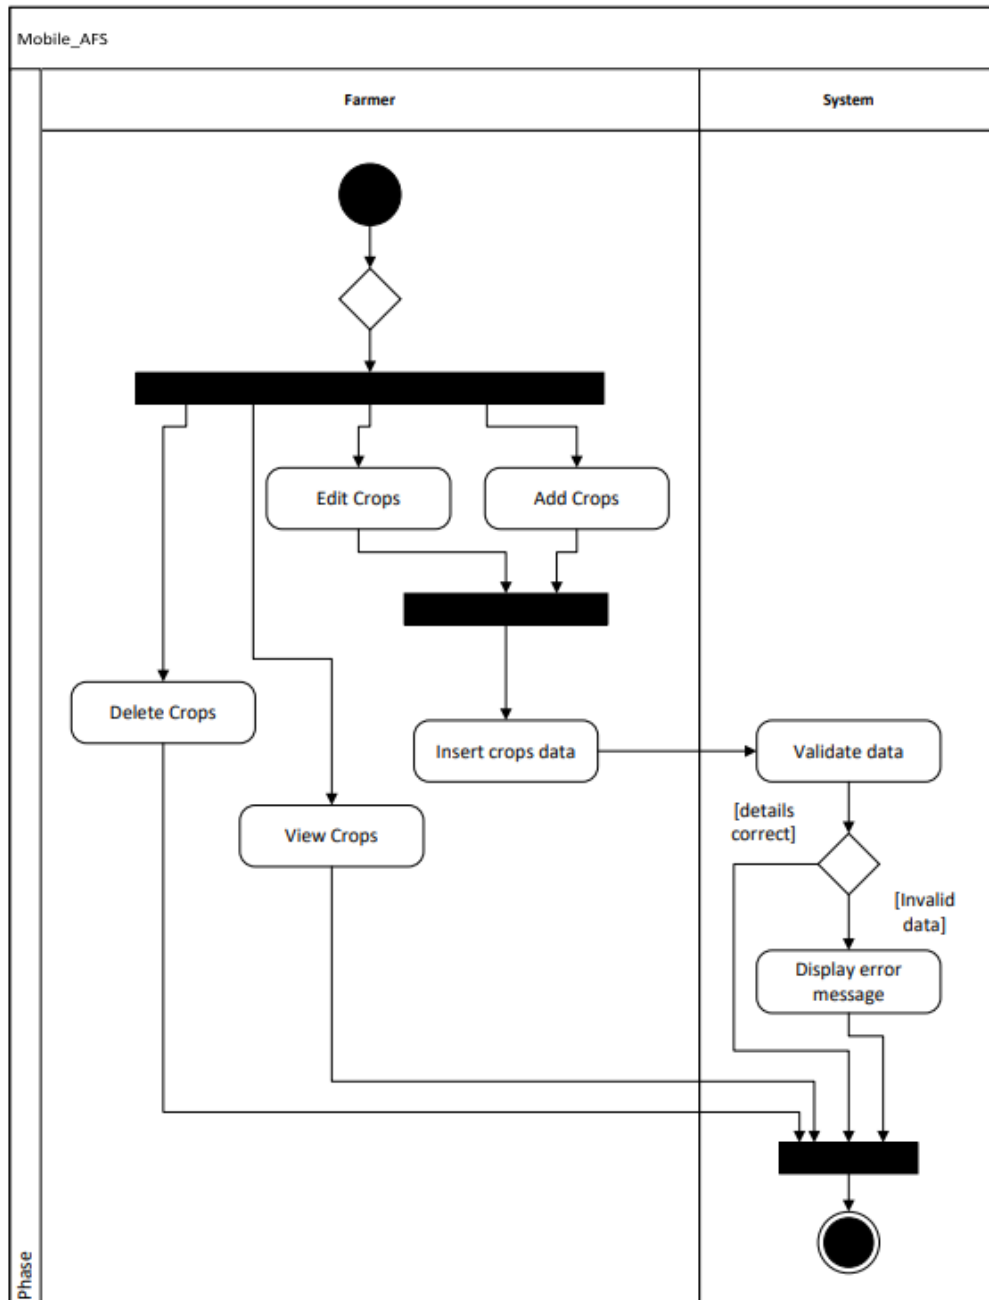 Mobile_AFS
Farmer
System
Edit Crops
Add Crops
Delete Crops
Insert crops data
Validate data
View Crops
[details
correct]
[Invalid
data]
Display error
message
Phase